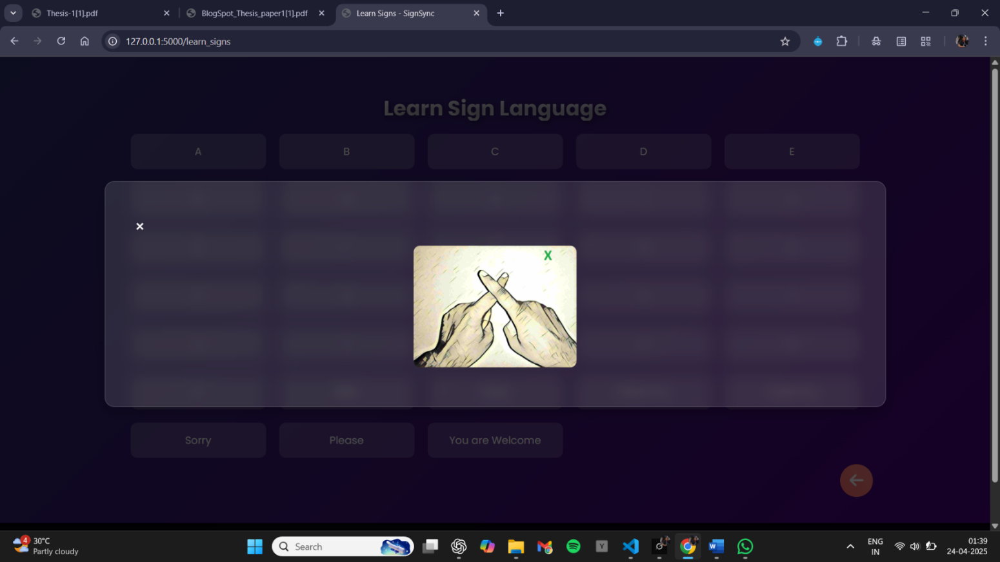 Thesis-1[1].pdf
BlogSpot_Thesis_paper1[1].pdf
Learn Signs - SignSync
127.0.0.1:5000/learn_signs
Learn Sign Language
A B C D E
X
Sorry Please You are Welcome
4
30°C
Partly cloudy
Search
Y
W
ENG
IN
01:39
24-04-2025